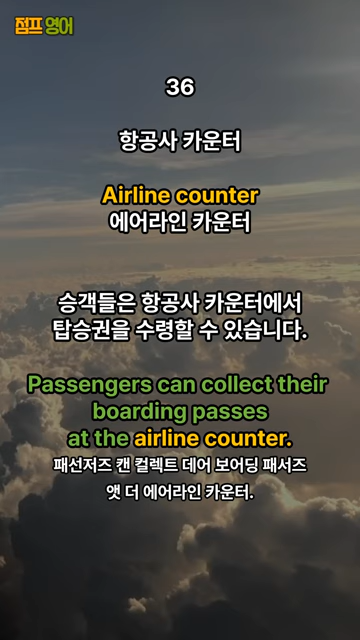 점프 영어
36
항공사 카운터
Airline counter
에어라인 카운터
승객들은 항공사 카운터에서
탑승권을 수령할 수 있습니다.
Passengers can collect their
boarding passes
at the airline counter.
패선저즈 캔 컬렉트 데어 보어딩 패서즈
앳 더 에어라인 카운터.